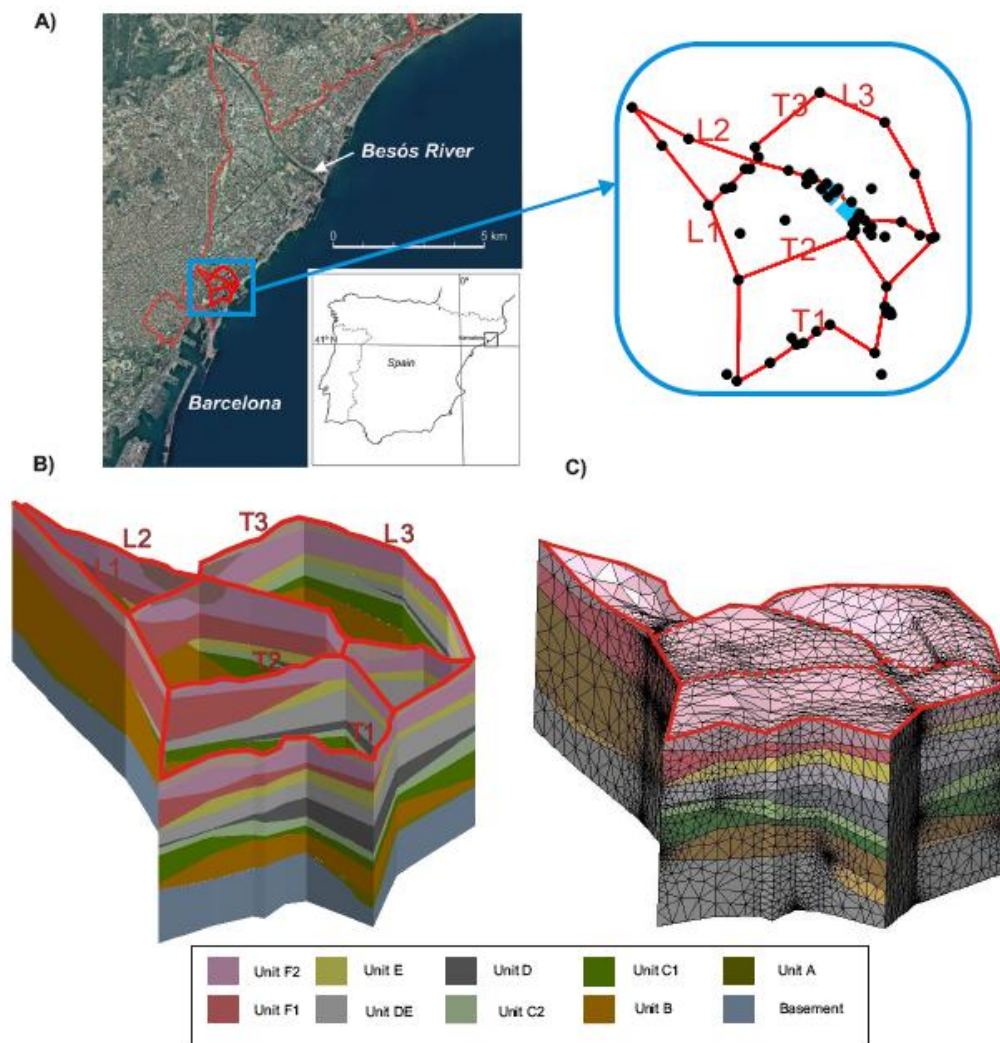 A)
Besós River
0 5 km
0°
41° N
Barcelona
Spain
Barcelona
T3
L3
L2
L1
T2
T1
B)
C)
L2
T3
L3
L1
T2
T1
Unit F2
Unit E
Unit D
Unit C1
Unit A
Unit F1
Unit DE
Unit C2
Unit B
Basement